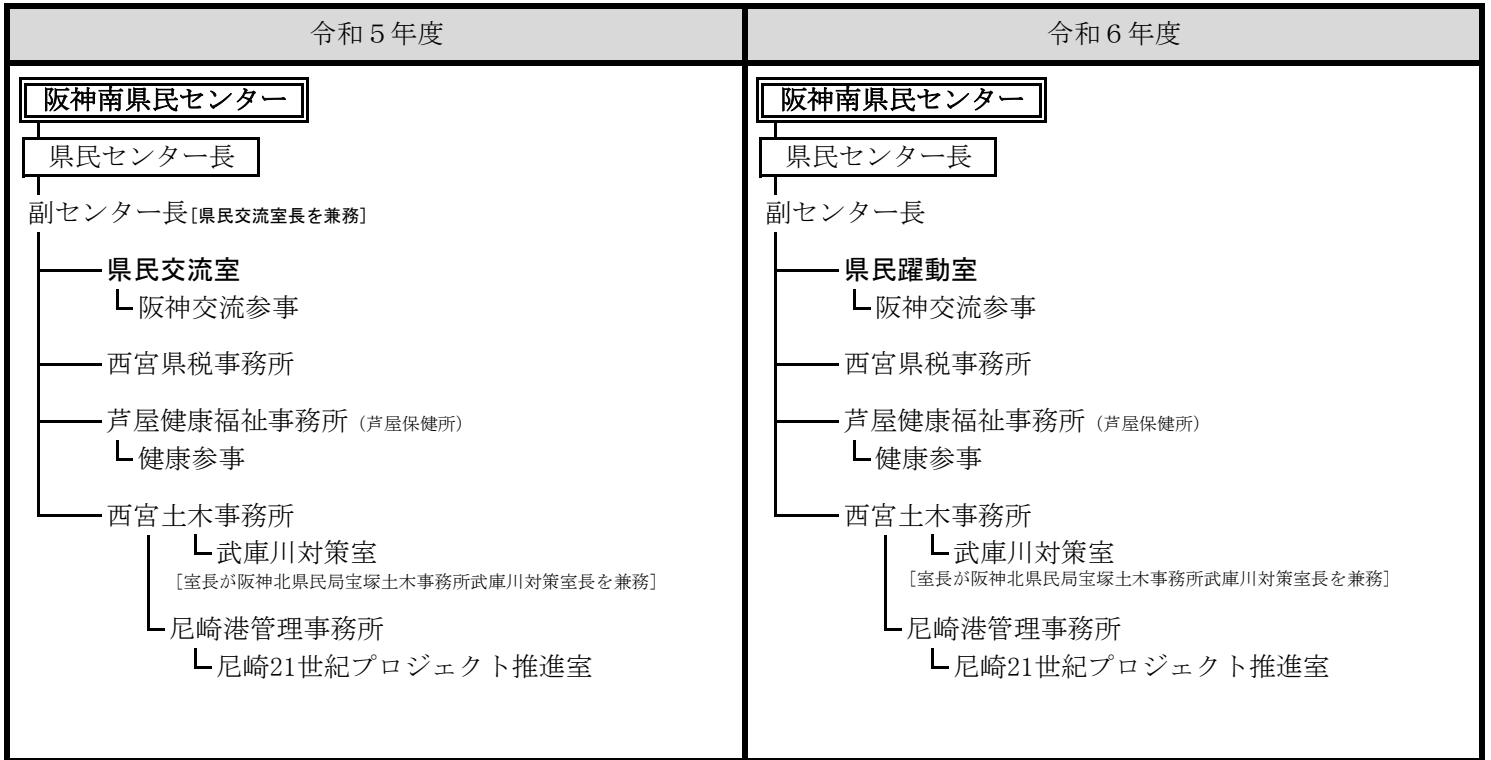 令和５年度
阪神南県民センター
県民センター長
副センター長[県民交流室長を兼務]
県民交流室
阪神交流参事
西宮県税事務所
芦屋健康福祉事務所（芦屋保健所）
健康参事
西宮土木事務所
武庫川対策室
[室長が阪神北県民局宝塚土木事務所武庫川対策室長を兼務]
尼崎港管理事務所
尼崎21世紀プロジェクト推進室
令和６年度
阪神南県民センター
県民センター長
副センター長
県民躍動室
阪神交流参事
西宮県税事務所
芦屋健康福祉事務所（芦屋保健所）
健康参事
西宮土木事務所
武庫川対策室
[室長が阪神北県民局宝塚土木事務所武庫川対策室長を兼務]
尼崎港管理事務所
尼崎21世紀プロジェクト推進室